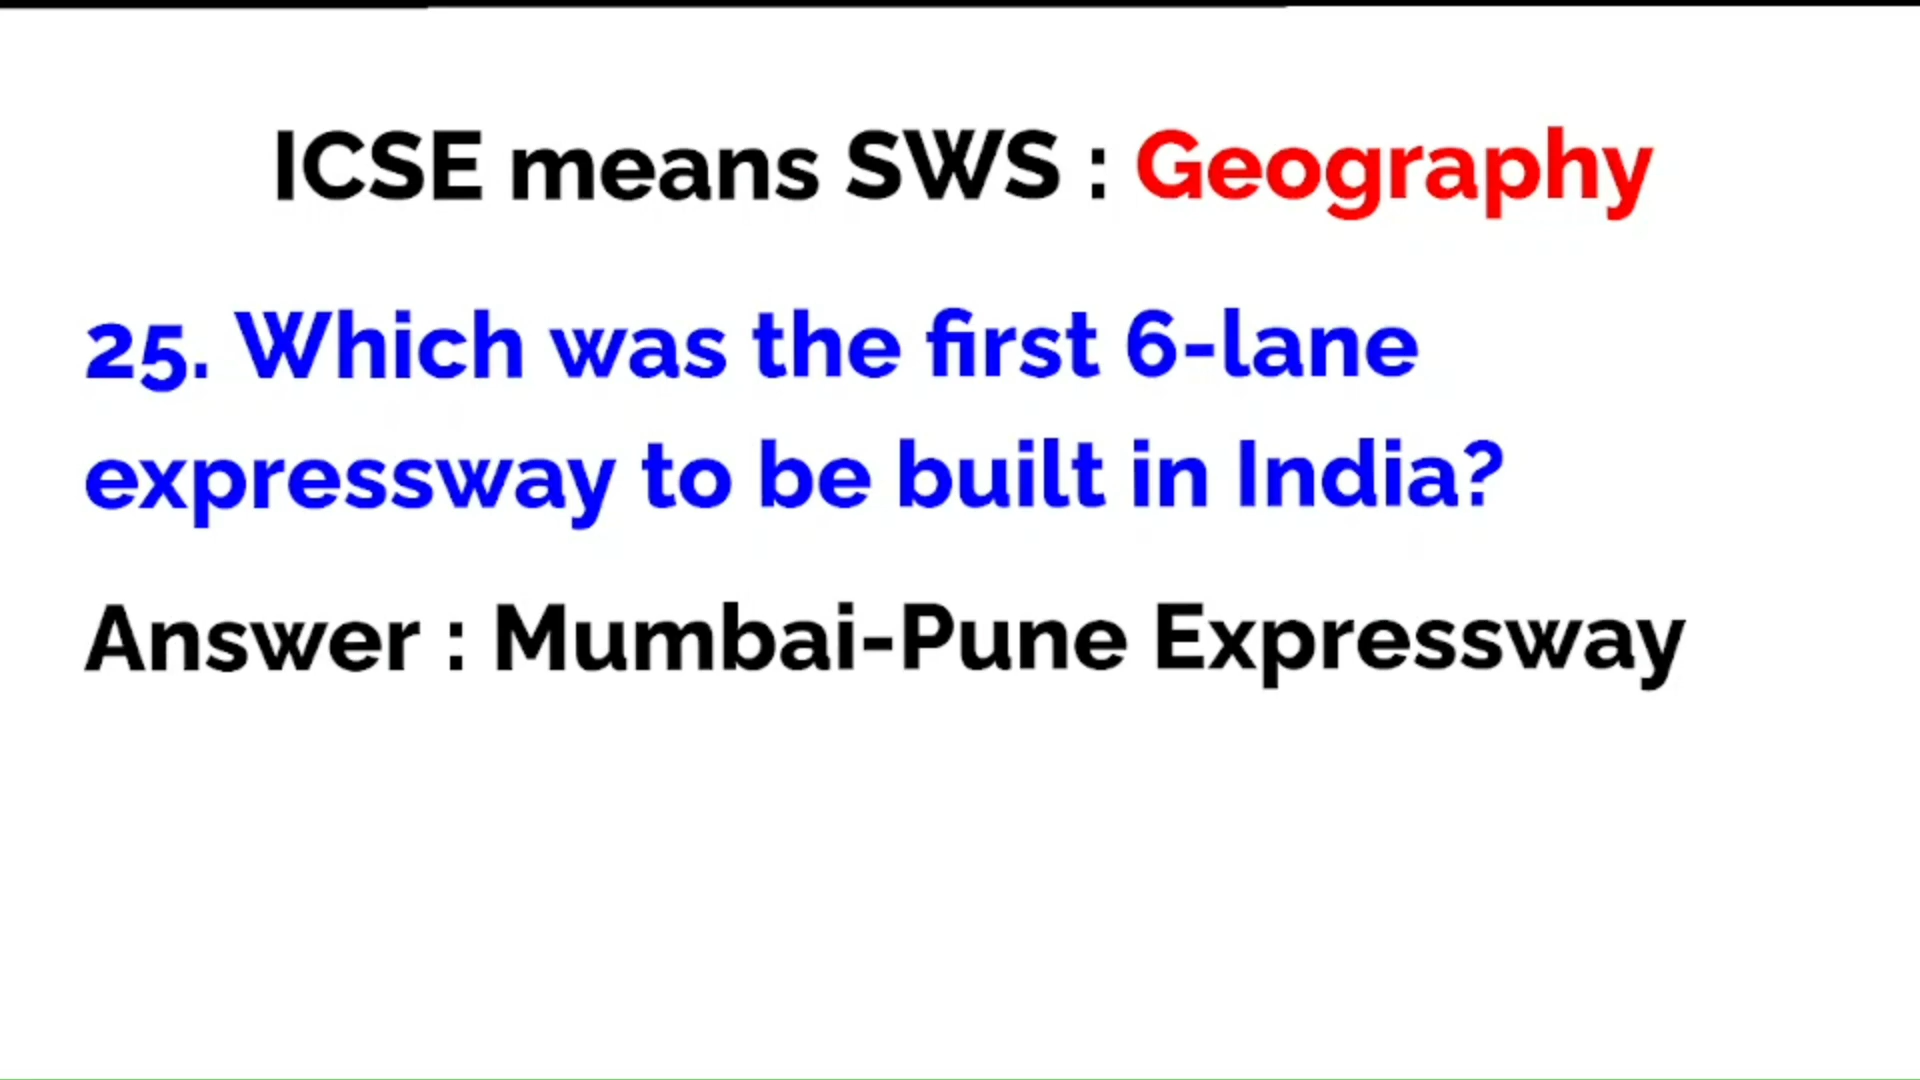 ICSE means SWS : Geography
25. Which was the first 6-lane
expressway to be built in India?
Answer : Mumbai-Pune Expressway